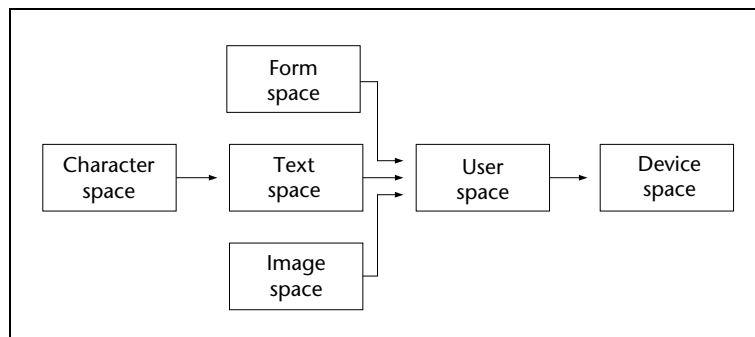 Form
space
Character
space
Text
space
User
space
Device
space
Image
space